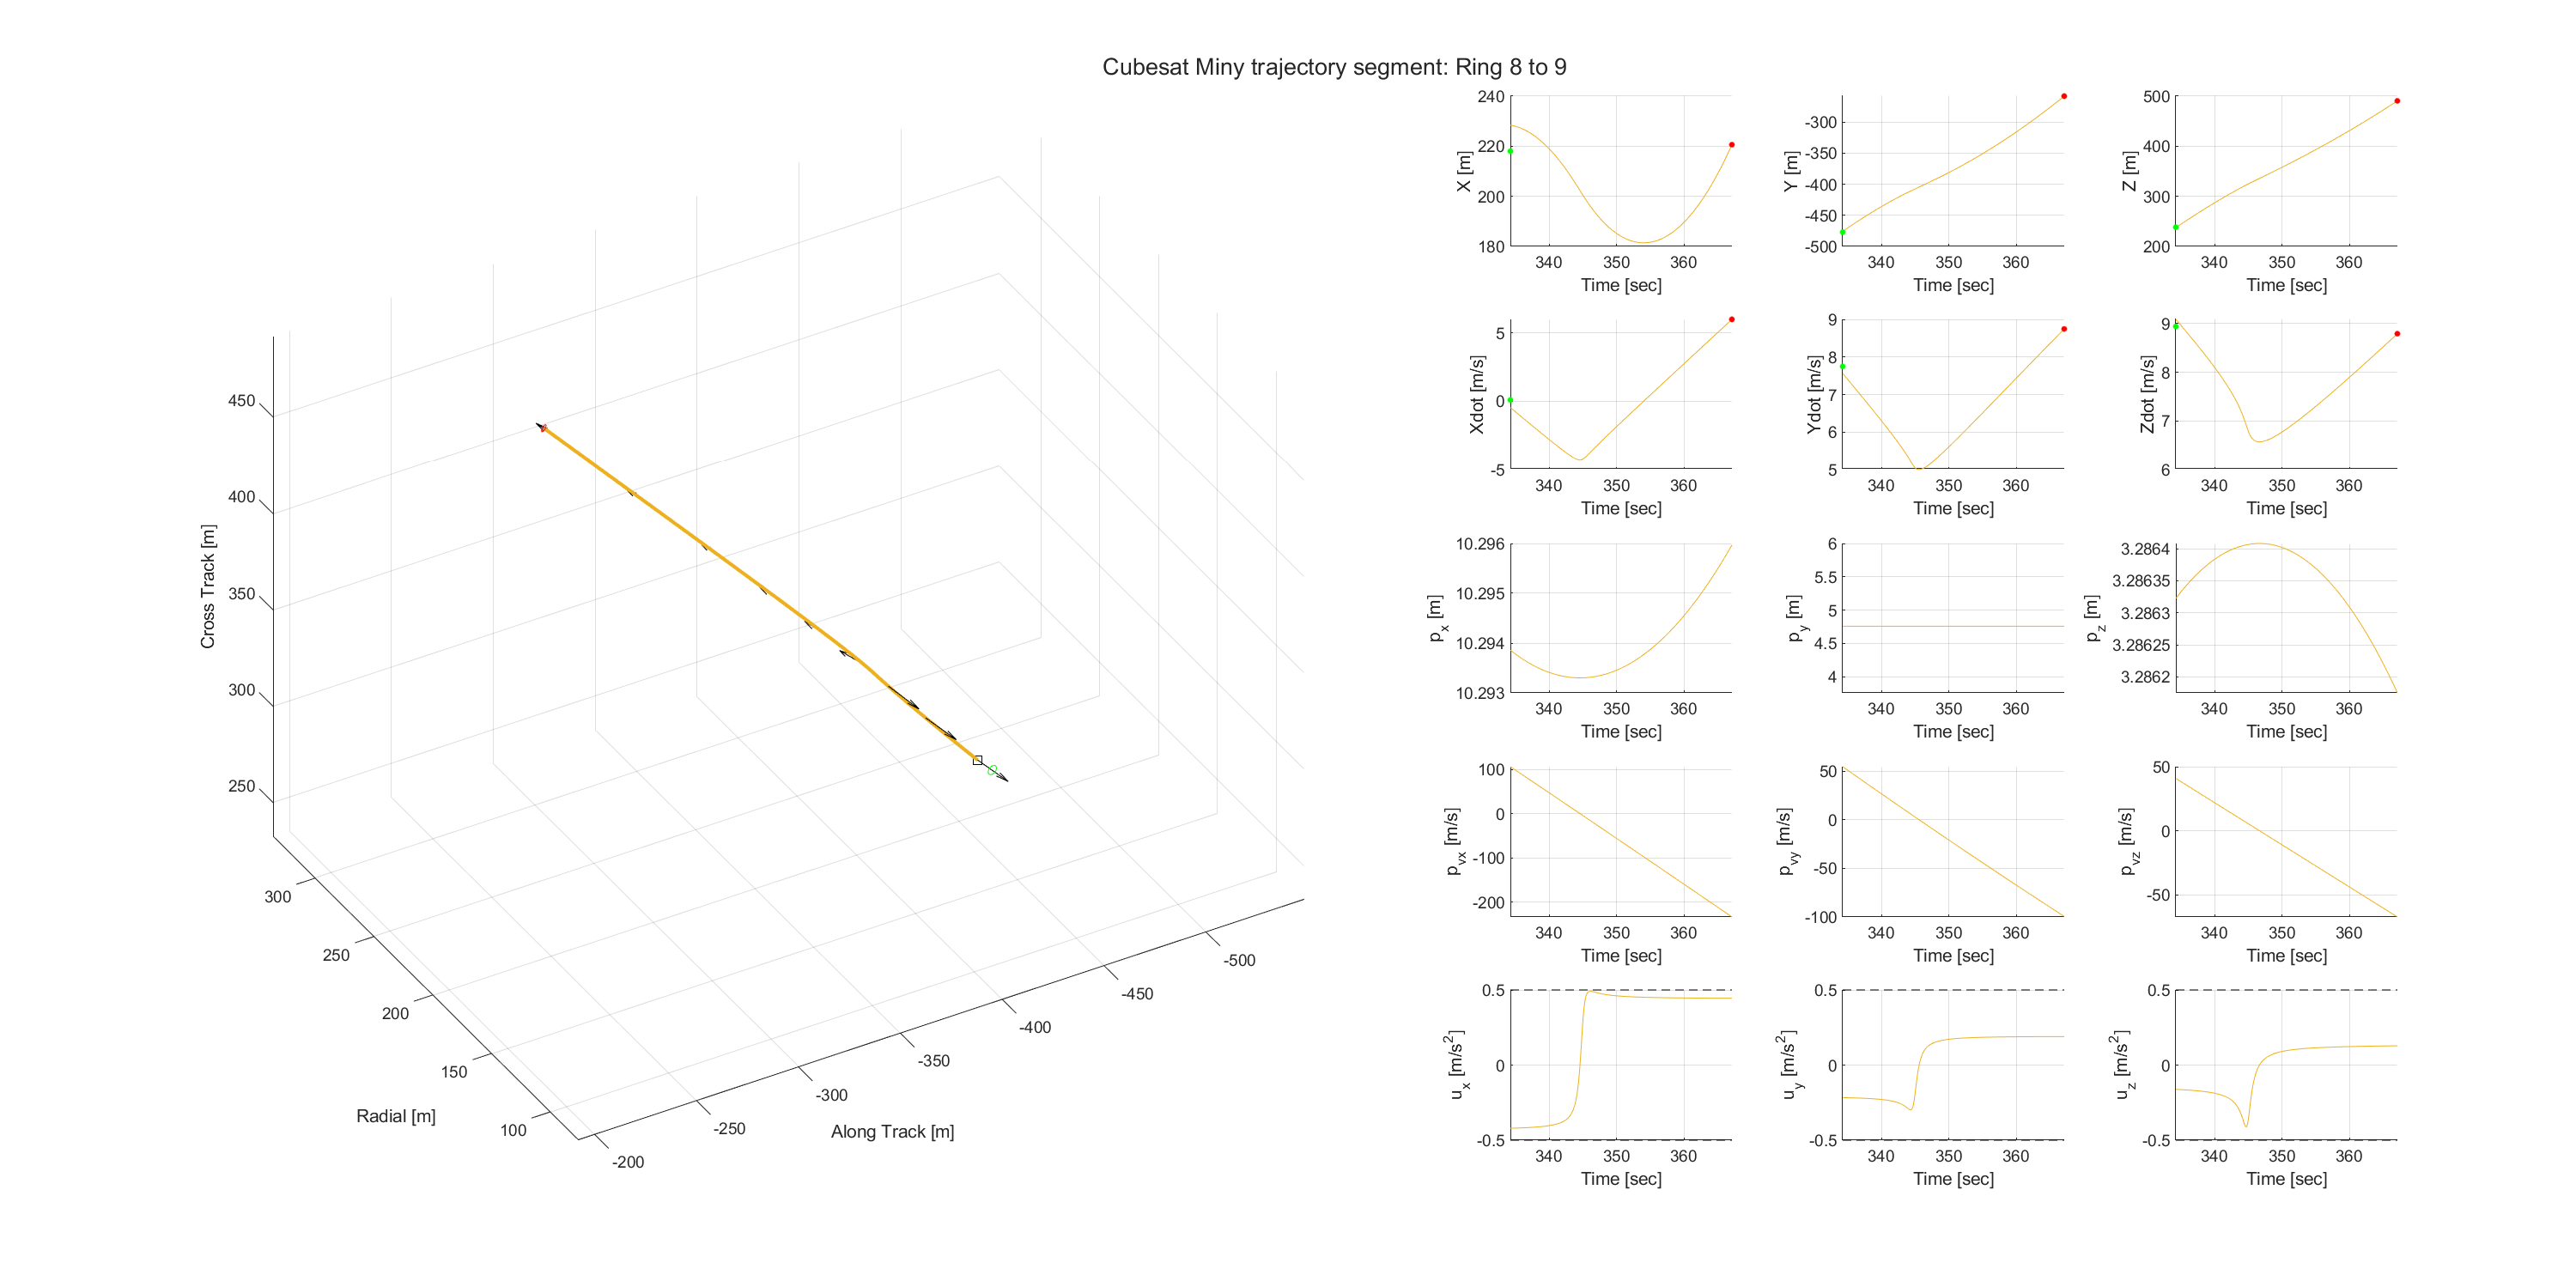 Cubesat Miny trajectory segment: Ring 8 to 9
Cross Track [m]
450
400
350
300
250
Radial [m]
300
250
200
150
100
Along Track [m]
-200
-250
-300
-350
-400
-450
-500
X [m]
240
220
200
180
340 350 360
Time [sec]
Y [m]
-300
-350
-400
-450
-500
340 350 360
Time [sec]
Z [m]
500
400
300
200
340 350 360
Time [sec]
Xdot [m/s]
5
0
-5
340 350 360
Time [sec]
Ydot [m/s]
9
8
7
6
5
340 350 360
Time [sec]
Zdot [m/s]
9
8
7
6
340 350 360
Time [sec]
p_x [m]
10.296
10.295
10.294
10.293
340 350 360
Time [sec]
p_y [m]
6
5.5
5
4.5
4
340 350 360
Time [sec]
p_z [m]
3.2864
3.28635
3.2863
3.28625
3.2862
340 350 360
Time [sec]
p_vx [m/s]
100
0
-100
-200
340 350 360
Time [sec]
p_vy [m/s]
50
0
-50
-100
340 350 360
Time [sec]
p_vz [m/s]
50
0
-50
340 350 360
Time [sec]
u_x [m/s^2]
0.5
0
-0.5
340 350 360
Time [sec]
u_y [m/s^2]
0.5
0
-0.5
340 350 360
Time [sec]
u_z [m/s^2]
0.5
0
-0.5
340 350 360
Time [sec]